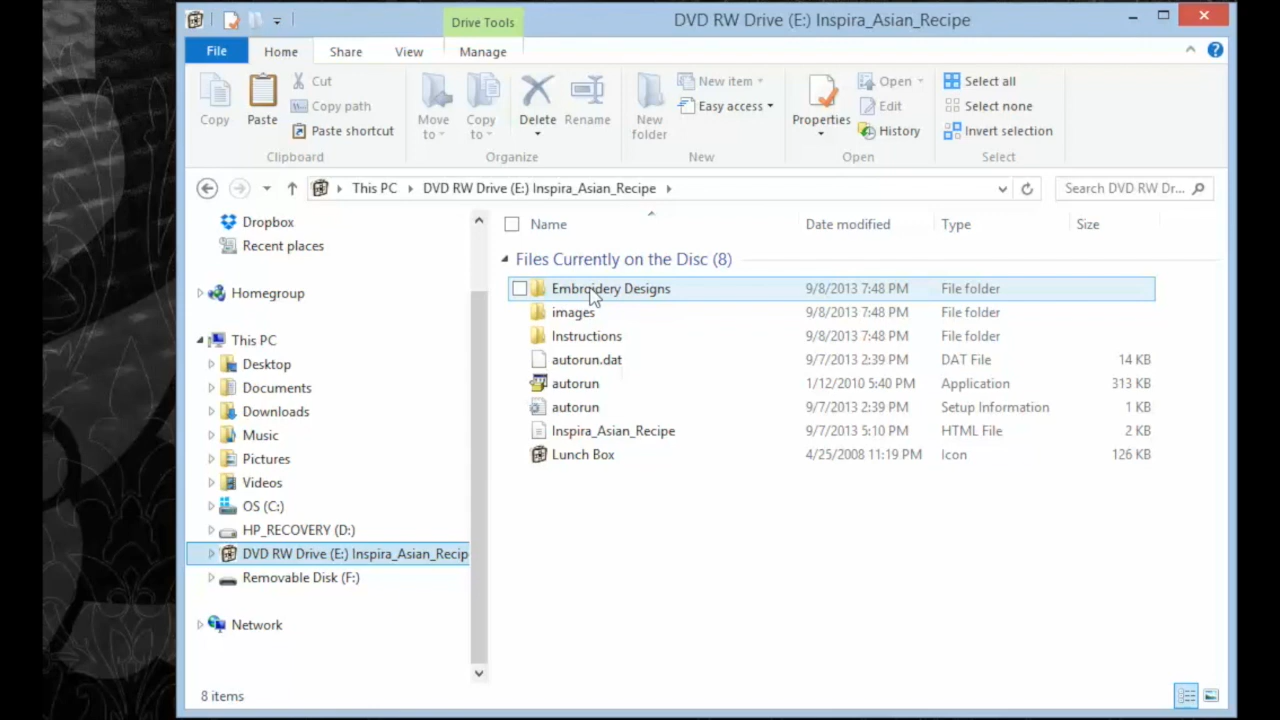 Drive Tools
DVD RW Drive (E:) Inspira_Asian_Recipe
File Home Share View Manage
Copy
Paste
Cut
Copy path
Paste shortcut
Clipboard
Move to
Copy to
Delete
Rename
Organize
New folder
New item
Easy access
New
Properties
Open
Edit
History
Open
Select all
Select none
Invert selection
Select
This PC DVD RW Drive (E:) Inspira_Asian_Recipe
Search DVD RW Dr...
Dropbox
Recent places
Homegroup
This PC
Desktop
Documents
Downloads
Music
Pictures
Videos
OS (C:)
HP_RECOVERY (D:)
DVD RW Drive (E:) Inspira_Asian_Recip
Removable Disk (F:)
Network
Name Date modified Type Size
Files Currently on the Disc (8)
Embroidery Designs 9/8/2013 7:48 PM File folder
images 9/8/2013 7:48 PM File folder
Instructions 9/8/2013 7:48 PM File folder
autorun.dat 9/7/2013 2:39 PM DAT File 14 KB
autorun 1/12/2010 5:40 PM Application 313 KB
autorun 9/7/2013 2:39 PM Setup Information 1 KB
Inspira_Asian_Recipe 9/7/2013 5:10 PM HTML File 2 KB
Lunch Box 4/25/2008 11:19 PM Icon 126 KB
8 items